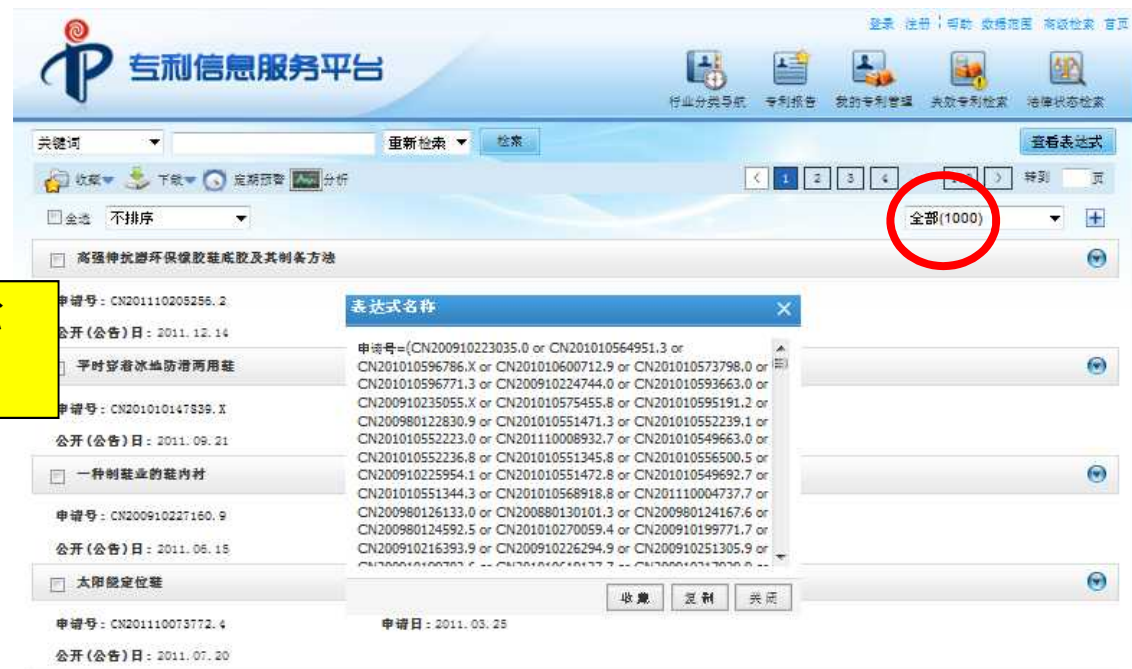 登录 注册 帮助 数据范围 高级检索 首页
专利信息服务平台
行业分类导航 专利报告 我的专利管理 失效专利检索 法律状态检索
关键词 重新检索 检索 查看表达式
收藏 下载 定期预警 分析 1 2 3 4 转到 页
全选 不排序 全部(1000)
高强伸抗撕环保橡胶鞋底胶及其制备方法
申请号：CN201110205256.2
公开(公告)日：2011.12.14
平时穿着冰地防滑两用鞋
申请号：CN201010147839.X
公开(公告)日：2011.09.21
一种制鞋业的鞋内衬
申请号：CN200910227160.9
公开(公告)日：2011.06.15
太阳能定位鞋
申请号：CN201110073772.4 申请日：2011.03.25
公开(公告)日：2011.07.20
表达式名称
申请号=(CN200910223035.0 or CN201010564951.3 or
CN201010596786.X or CN201010600712.9 or CN201010573798.0 or
CN201010596771.3 or CN200910224744.0 or CN201010593663.0 or
CN200910235055.X or CN201010575455.8 or CN201010595191.2 or
CN200980122830.9 or CN201010551471.3 or CN201010552239.1 or
CN201010552223.0 or CN201110008932.7 or CN201010549663.0 or
CN201010552236.8 or CN201010551345.8 or CN201010556500.5 or
CN200910225954.1 or CN201010551472.8 or CN201010549692.7 or
CN201010551344.3 or CN201010568918.8 or CN201110004737.7 or
CN200980126133.0 or CN200880130101.3 or CN200980124167.6 or
CN200980124592.5 or CN201010270059.4 or CN200910199771.7 or
CN200910216393.9 or CN200910226294.9 or CN200910251305.9 or
收藏 复制 关闭